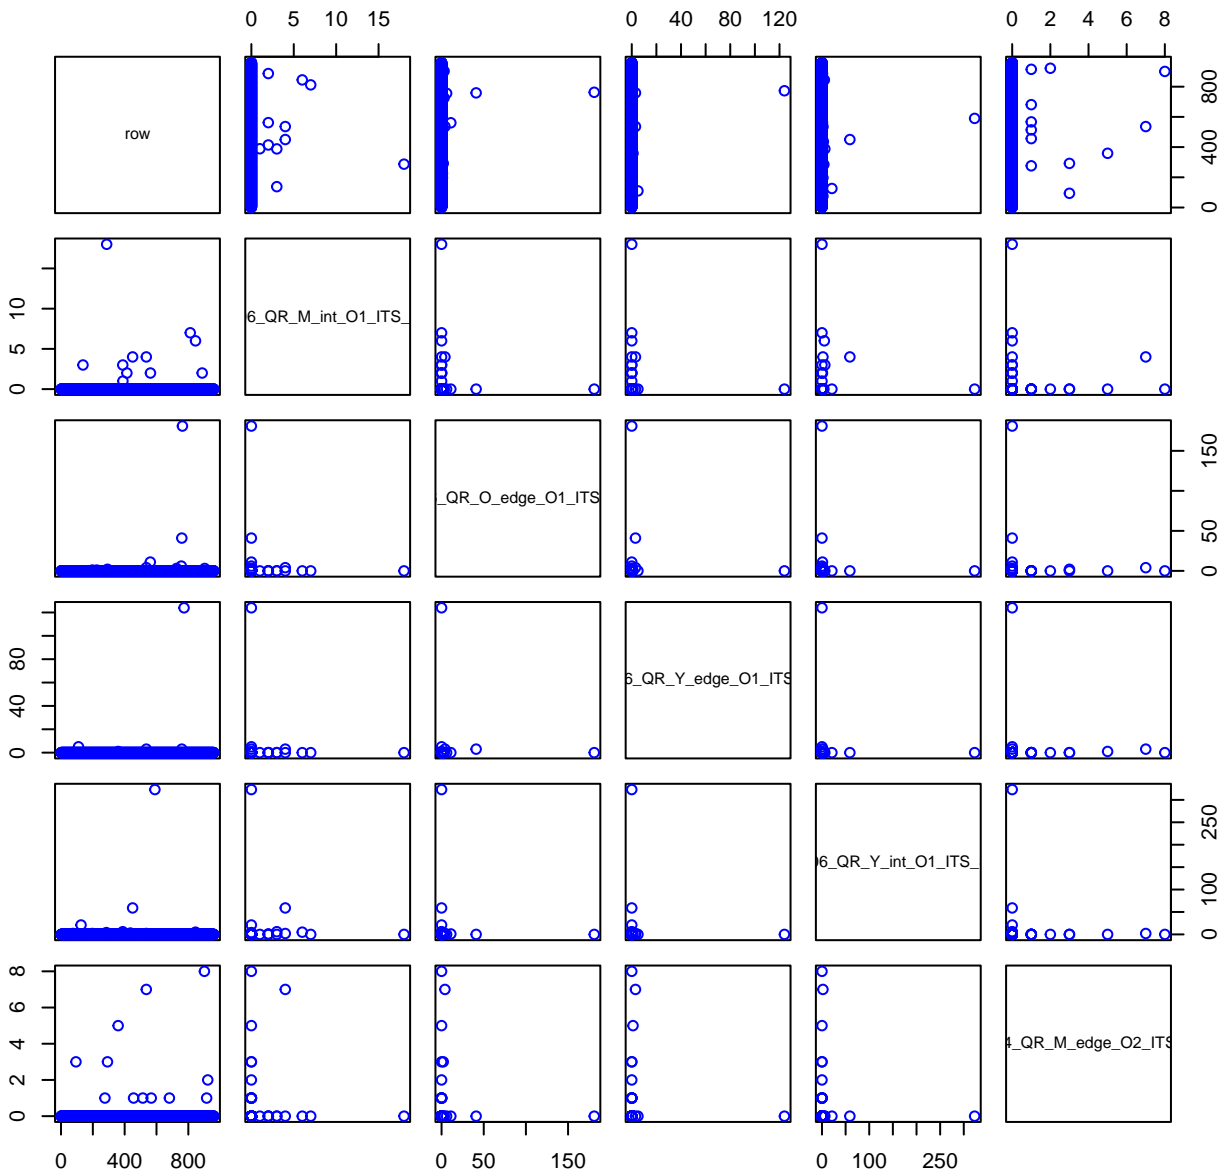 0 5 10 15 0 40 80 120 0 2 4 6 8
row
0 400 800
0 5 10
6_QR_M_int_O1_ITS_
_QR_O_edge_O1_ITS
0 50 150
0 40 80
6_QR_Y_edge_O1_ITS
6_QR_Y_int_O1_ITS_
0 100 250
0 2 4 6 8
4_QR_M_edge_O2_ITS
0 400 800 0 50 150 0 100 250